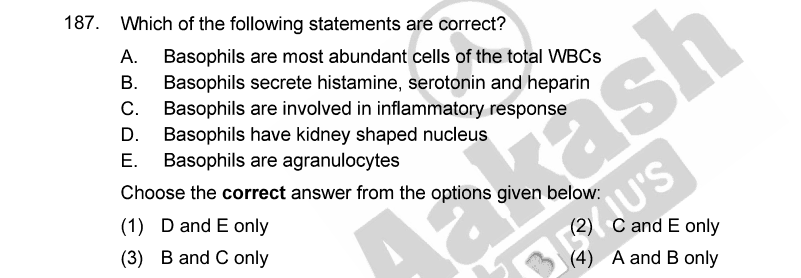 187. Which of the following statements are correct?
A. Basophils are most abundant cells of the total WBCs
B. Basophils secrete histamine, serotonin and heparin
C. Basophils are involved in inflammatory response
D. Basophils have kidney shaped nucleus
E. Basophils are agranulocytes
Choose the correct answer from the options given below:
(1) D and E only (2) C and E only
(3) B and C only (4) A and B only
Aakash
BYJU'S